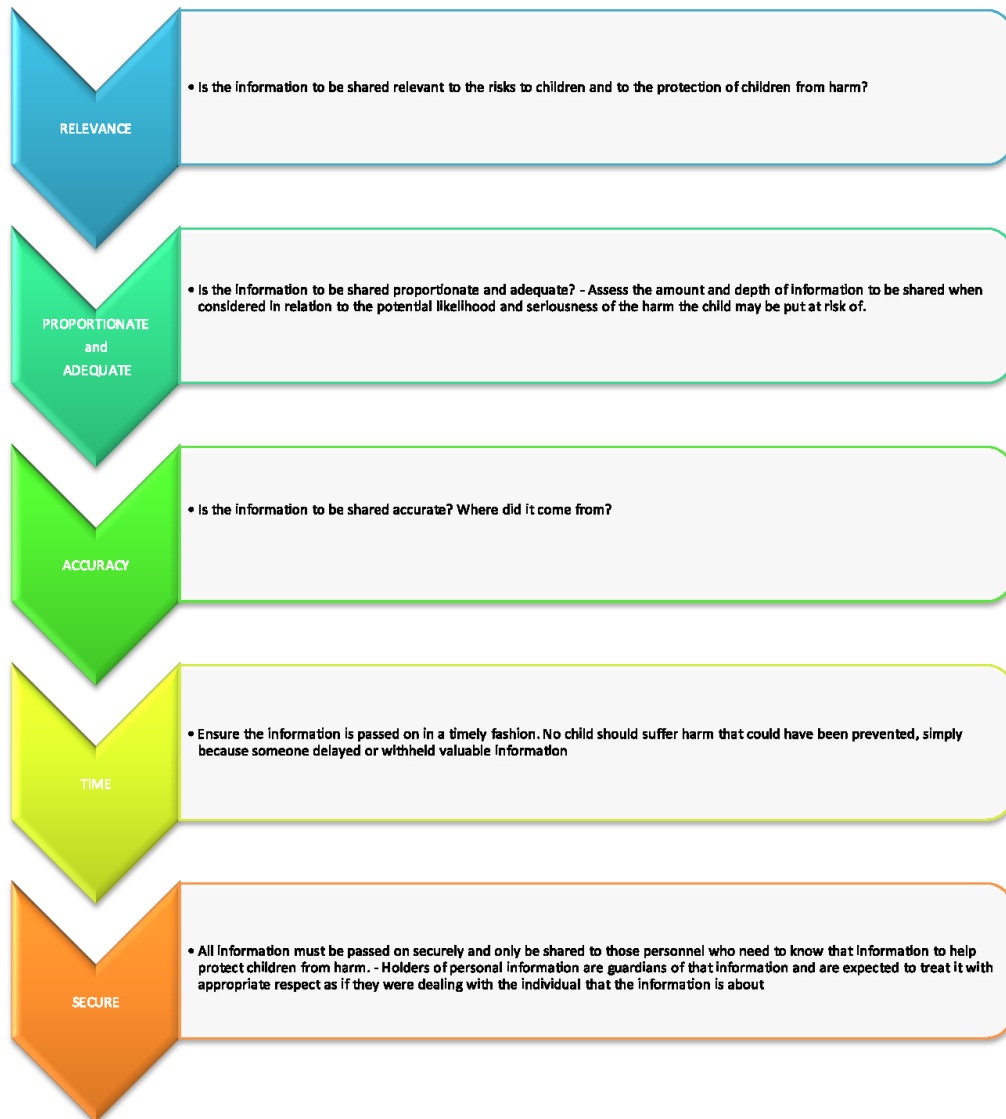 RELEVANCE
• Is the information to be shared relevant to the risks to children and to the protection of children from harm?
PROPORTIONATE
and
ADEQUATE
• Is the information to be shared proportionate and adequate? - Assess the amount and depth of information to be shared when
considered in relation to the potential likelihood and seriousness of the harm the child may be put at risk of.
ACCURACY
• Is the information to be shared accurate? Where did it come from?
TIME
• Ensure the information is passed on in a timely fashion. No child should suffer harm that could have been prevented, simply
because someone delayed or withheld valuable information
SECURE
• All information must be passed on securely and only be shared to those personnel who need to know that information to help
protect children from harm. - Holders of personal information are guardians of that information and are expected to treat it with
appropriate respect as if they were dealing with the individual that the information is about